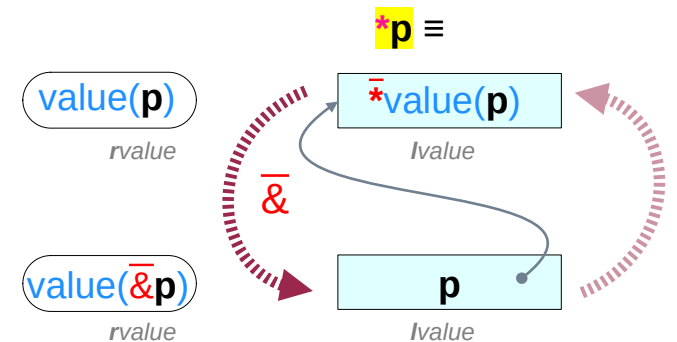 *p ≡
value(p) *̅value(p)
rvalue lvalue
&̅
value(&̅p) p
rvalue lvalue